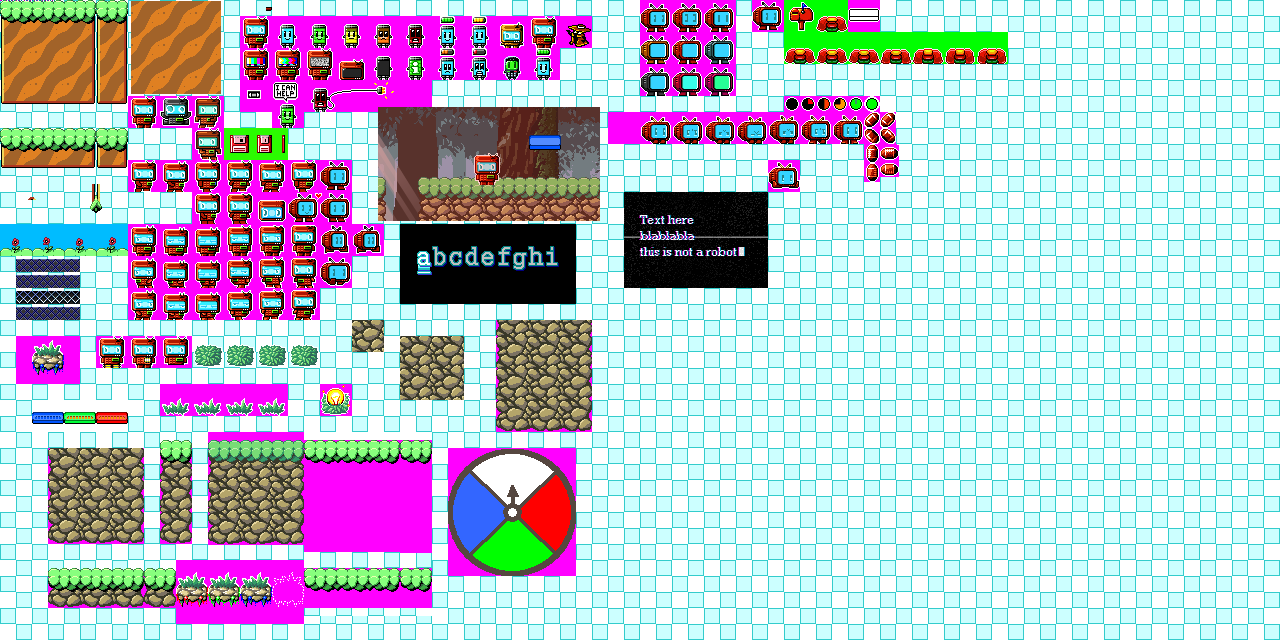 I CAN
HELP
abcdefghi
Text here
blablabla
this is not a robot